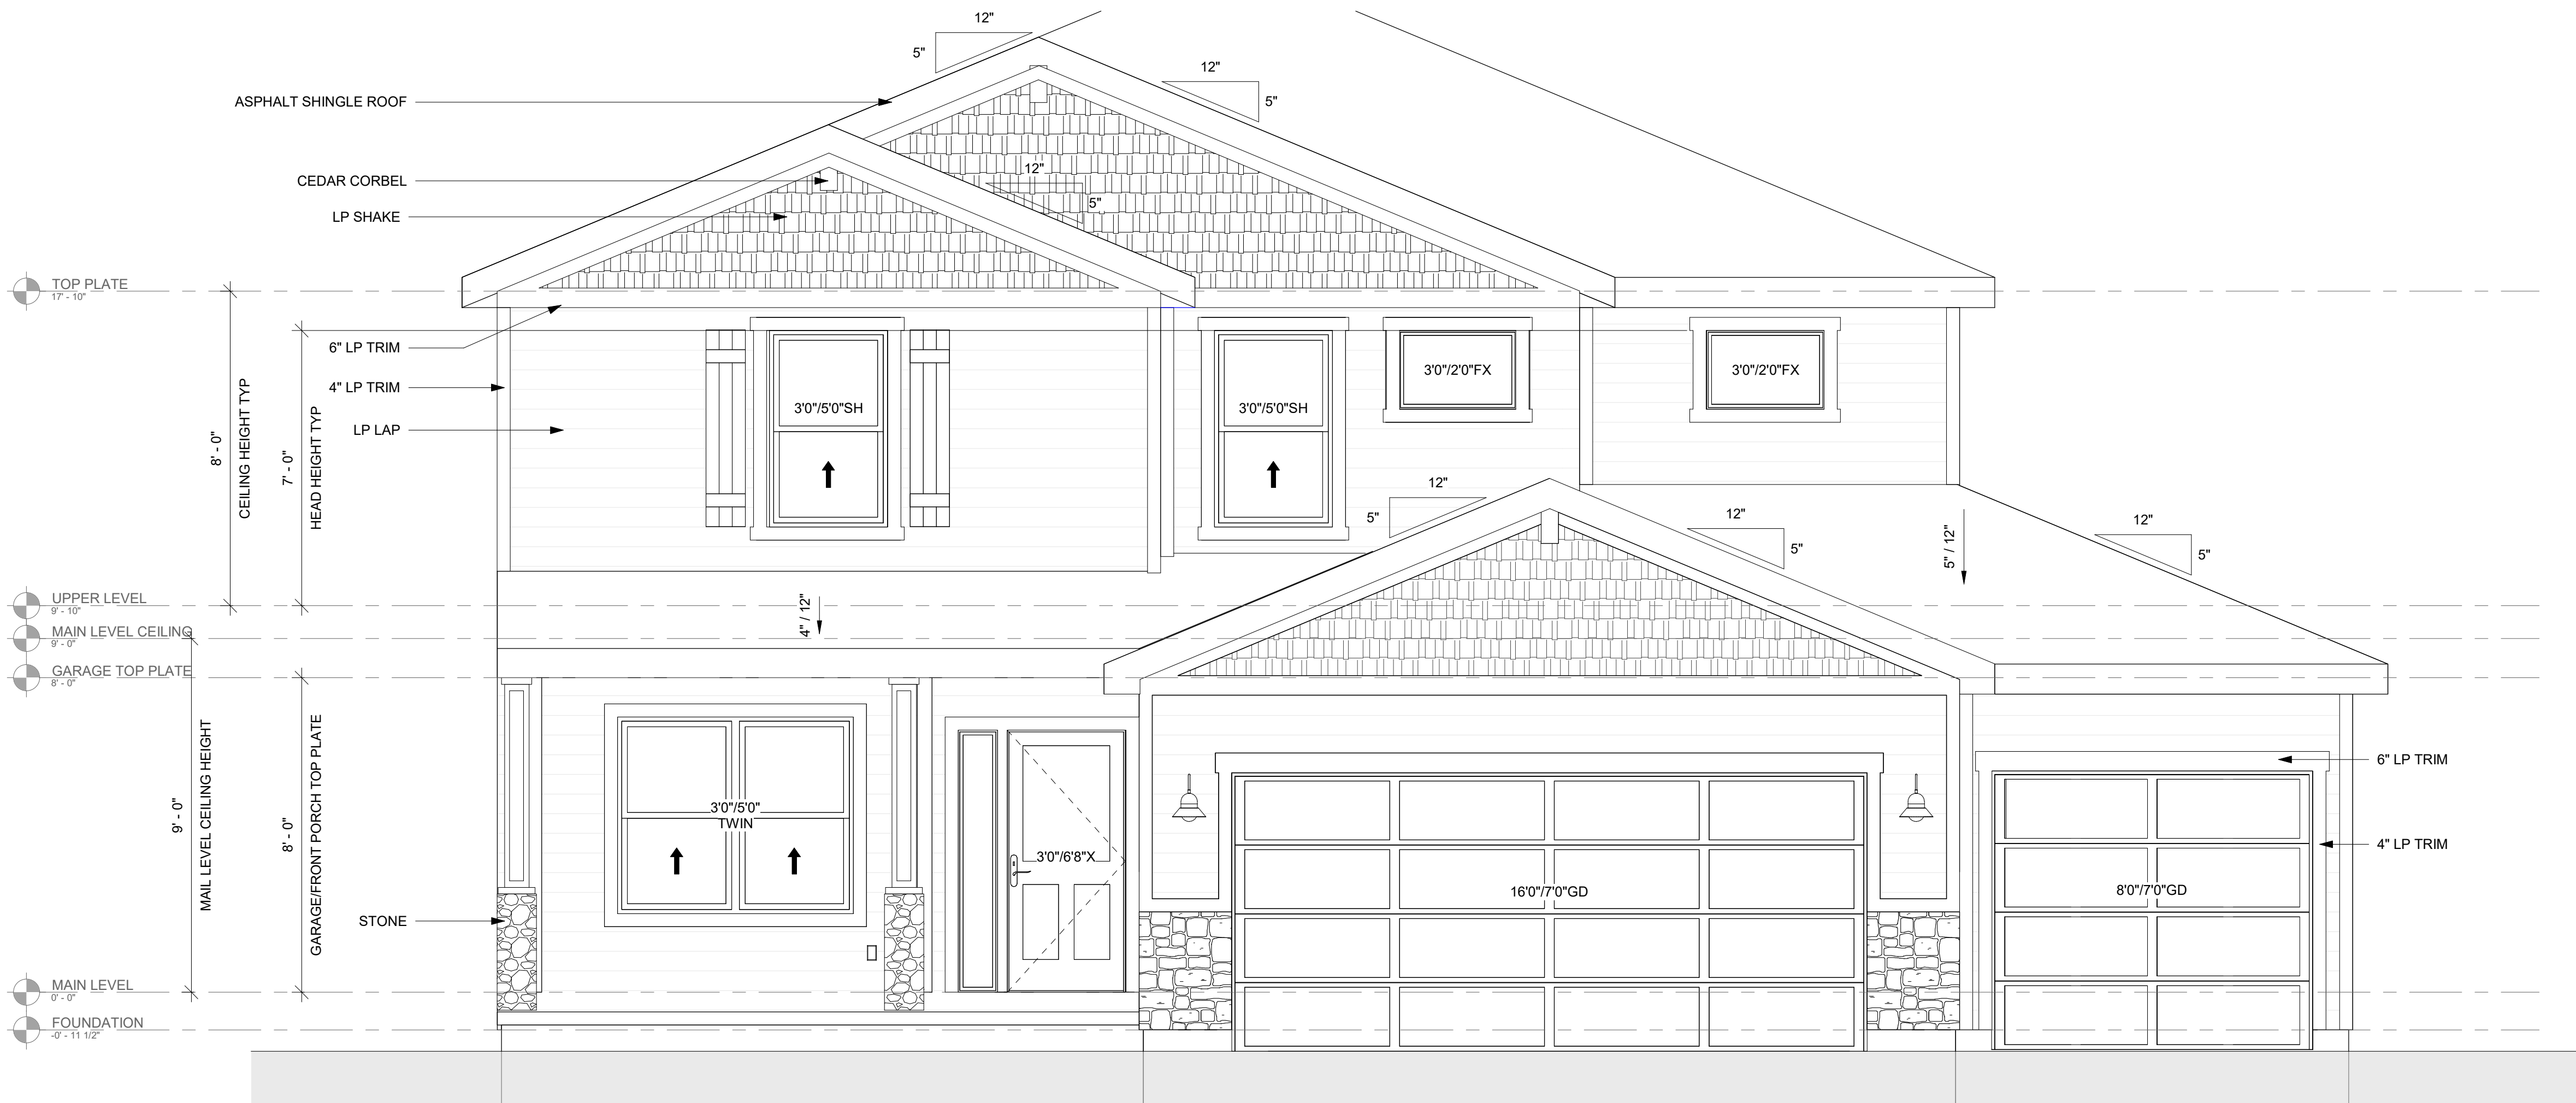 12"
5"
12"
5"
ASPHALT SHINGLE ROOF
12"
5"
CEDAR CORBEL
LP SHAKE
TOP PLATE
17' - 10"
6" LP TRIM
4" LP TRIM
LP LAP
8' - 0"
CEILING HEIGHT TYP
7' - 0"
HEAD HEIGHT TYP
3'0"/5'0"SH
3'0"/5'0"SH
3'0"/2'0"FX
3'0"/2'0"FX
12"
5"
12"
5"
5" / 12"
12"
5"
UPPER LEVEL
9' - 10"
4" / 12"
MAIN LEVEL CEILING
9' - 0"
GARAGE TOP PLATE
8' - 0"
9' - 0"
MAIL LEVEL CEILING HEIGHT
8' - 0"
GARAGE/FRONT PORCH TOP PLATE
3'0"/5'0"
TWIN
3'0"/6'8"X
16'0"/7'0"GD
8'0"/7'0"GD
6" LP TRIM
4" LP TRIM
STONE
MAIN LEVEL
0' - 0"
FOUNDATION
-0' - 11 1/2"